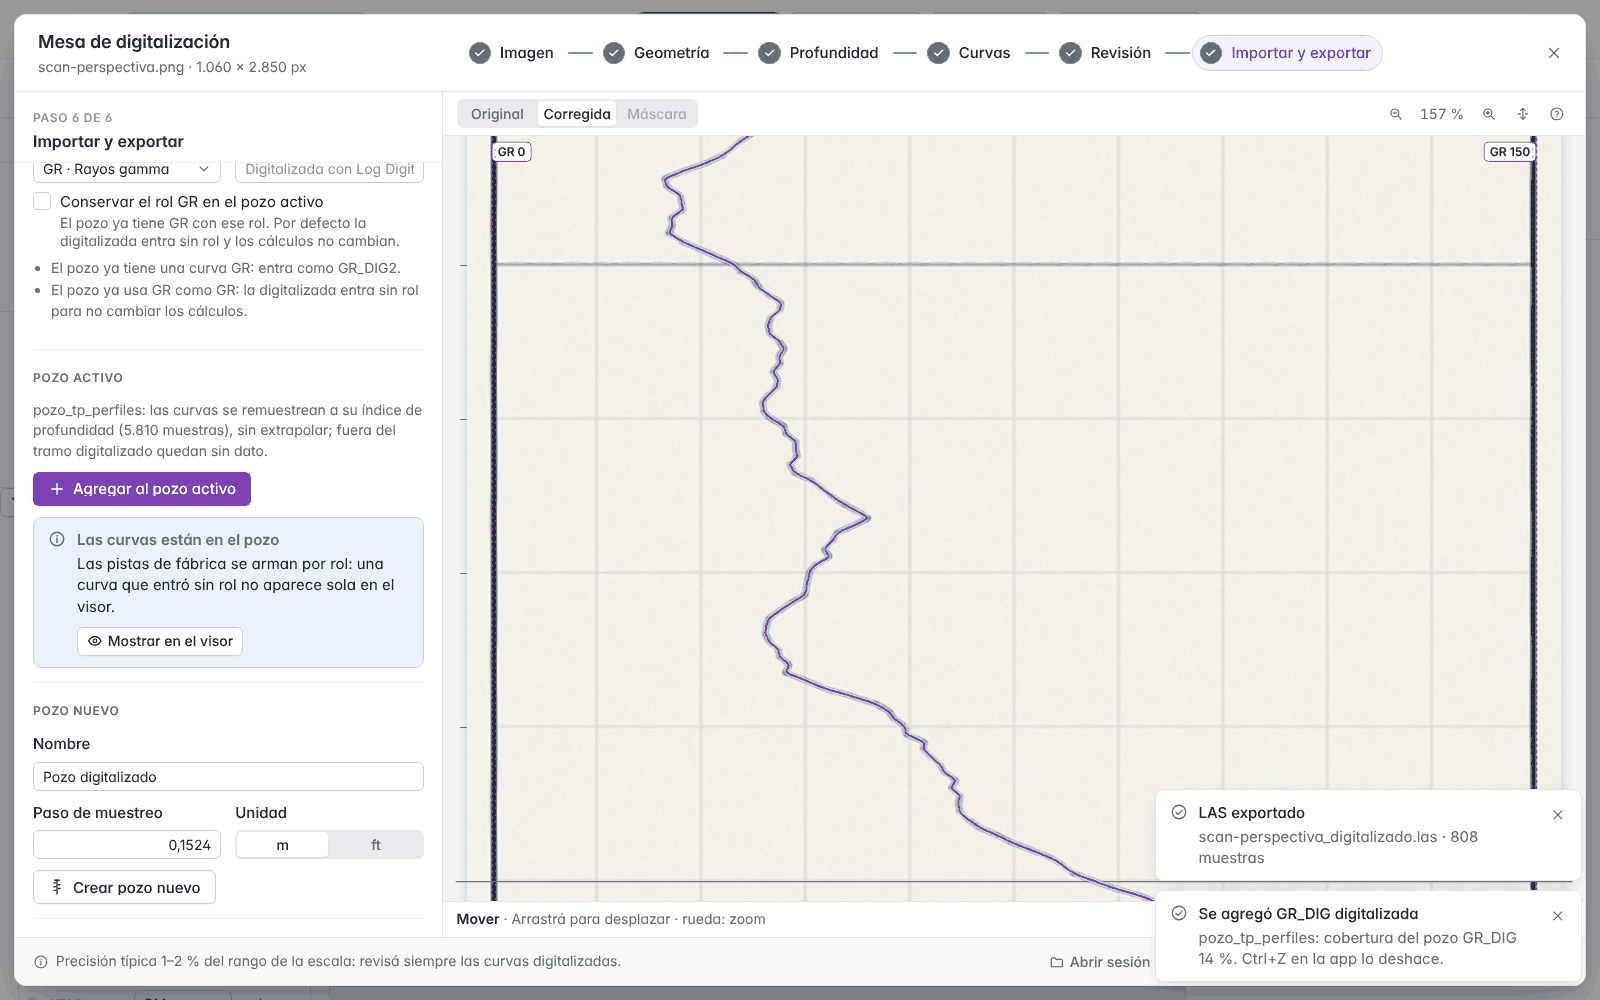 Mesa de digitalización
scan-perspectiva.png · 1.060 × 2.850 px
Imagen
Geometría
Profundidad
Curvas
Revisión
Importar y exportar
PASO 6 DE 6
Importar y exportar
Original
Corregida
Máscara
157 %
GR · Rayos gamma
Digitalizada con Log Digit
Conservar el rol GR en el pozo activo
El pozo ya tiene GR con ese rol. Por defecto la
digitalizada entra sin rol y los cálculos no cambian.
El pozo ya tiene una curva GR: entra como GR_DIG2.
El pozo ya usa GR como GR: la digitalizada entra sin rol
para no cambiar los cálculos.
POZO ACTIVO
pozo_tp_perfiles: las curvas se remuestrean a su índice de
profundidad (5.810 muestras), sin extrapolar; fuera del
tramo digitalizado quedan sin dato.
Agregar al pozo activo
Las curvas están en el pozo
Las pistas de fábrica se arman por rol: una
curva que entró sin rol no aparece sola en el
visor.
Mostrar en el visor
POZO NUEVO
Nombre
Pozo digitalizado
Paso de muestreo
Unidad
0,1524
m
ft
Crear pozo nuevo
GR 0
GR 150
Mover · Arrastrá para desplazar · rueda: zoom
LAS exportado
scan-perspectiva_digitalizado.las · 808
muestras
Se agregó GR_DIG digitalizada
pozo_tp_perfiles: cobertura del pozo GR_DIG
14 %. Ctrl+Z en la app lo deshace.
Precisión típica 1–2 % del rango de la escala: revisá siempre las curvas digitalizadas.
Abrir sesión